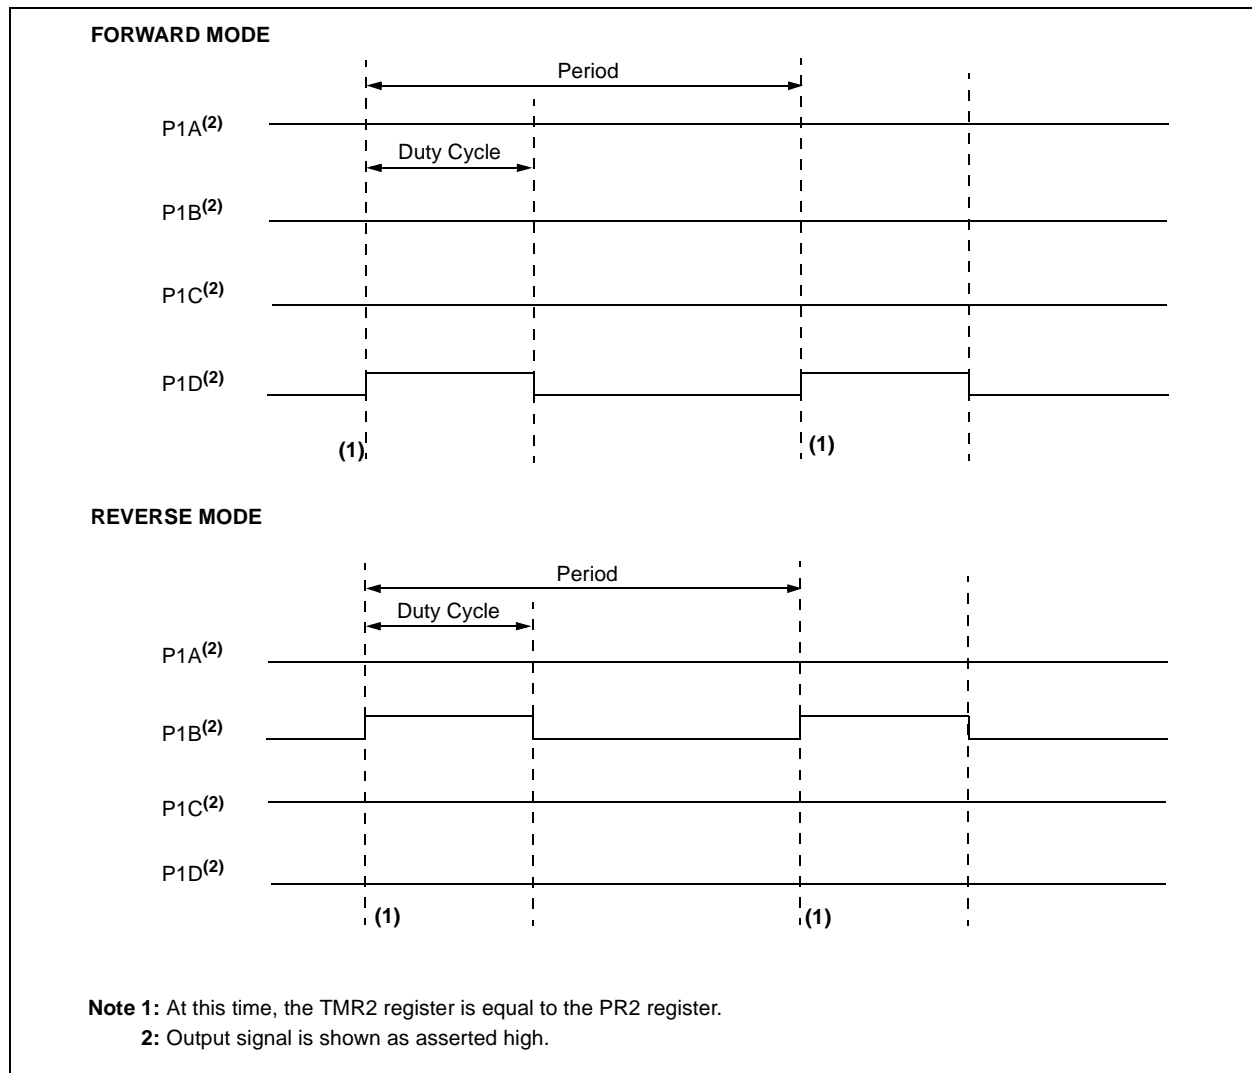 FORWARD MODE
Period
P1A(2)
Duty Cycle
P1B(2)
P1C(2)
P1D(2)
(1)
(1)
REVERSE MODE
Period
Duty Cycle
P1A(2)
P1B(2)
P1C(2)
P1D(2)
(1)
(1)
Note 1: At this time, the TMR2 register is equal to the PR2 register.
2: Output signal is shown as asserted high.